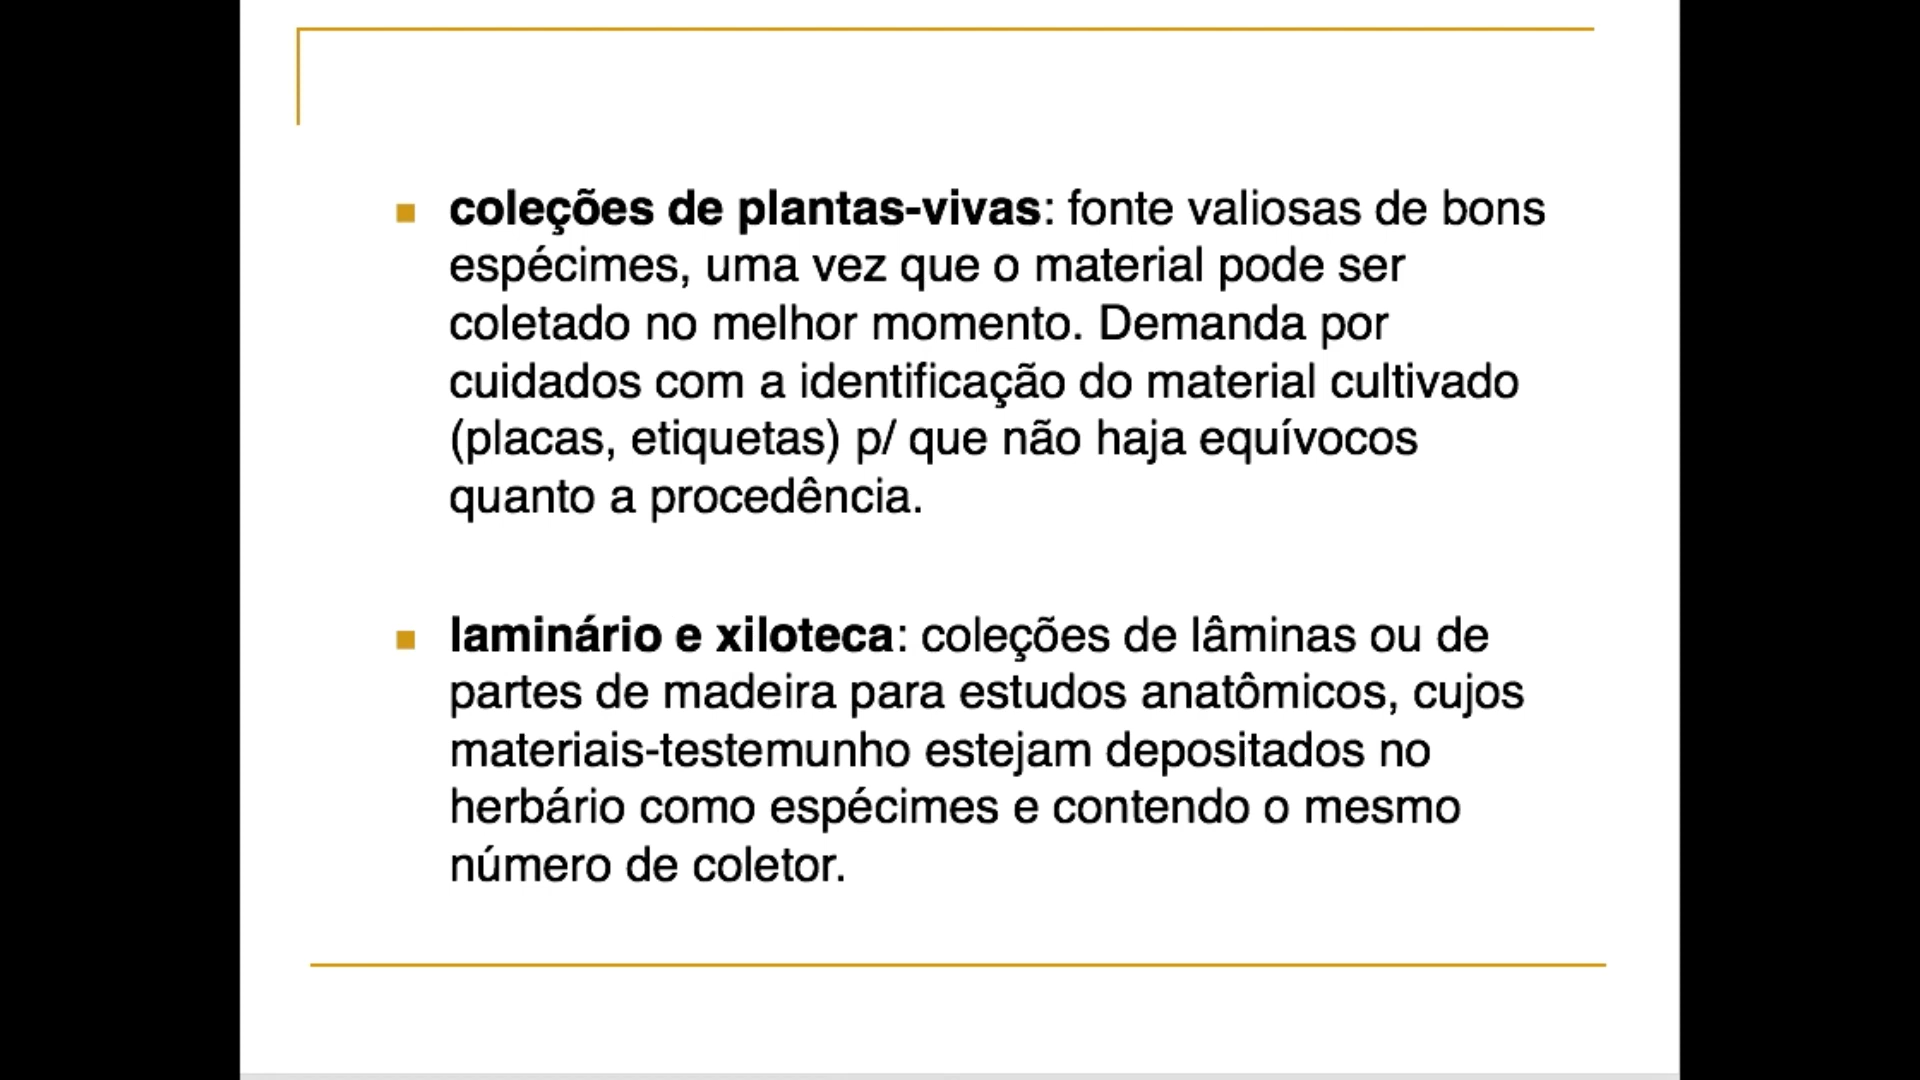 coleções de plantas-vivas: fonte valiosas de bons
espécimes, uma vez que o material pode ser
coletado no melhor momento. Demanda por
cuidados com a identificação do material cultivado
(placas, etiquetas) p/ que não haja equívocos
quanto a procedência.
laminário e xiloteca: coleções de lâminas ou de
partes de madeira para estudos anatômicos, cujos
materiais-testemunho estejam depositados no
herbário como espécimes e contendo o mesmo
número de coletor.